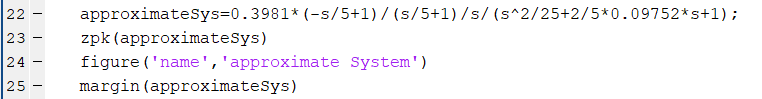 22 - approximateSys=0.3981*(-s/5+1)/(s/5+1)/s/(s^2/25+2/5*0.09752*s+1);
23 - zpk(approximateSys)
24 - figure('name','approximate System')
25 - margin(approximateSys)